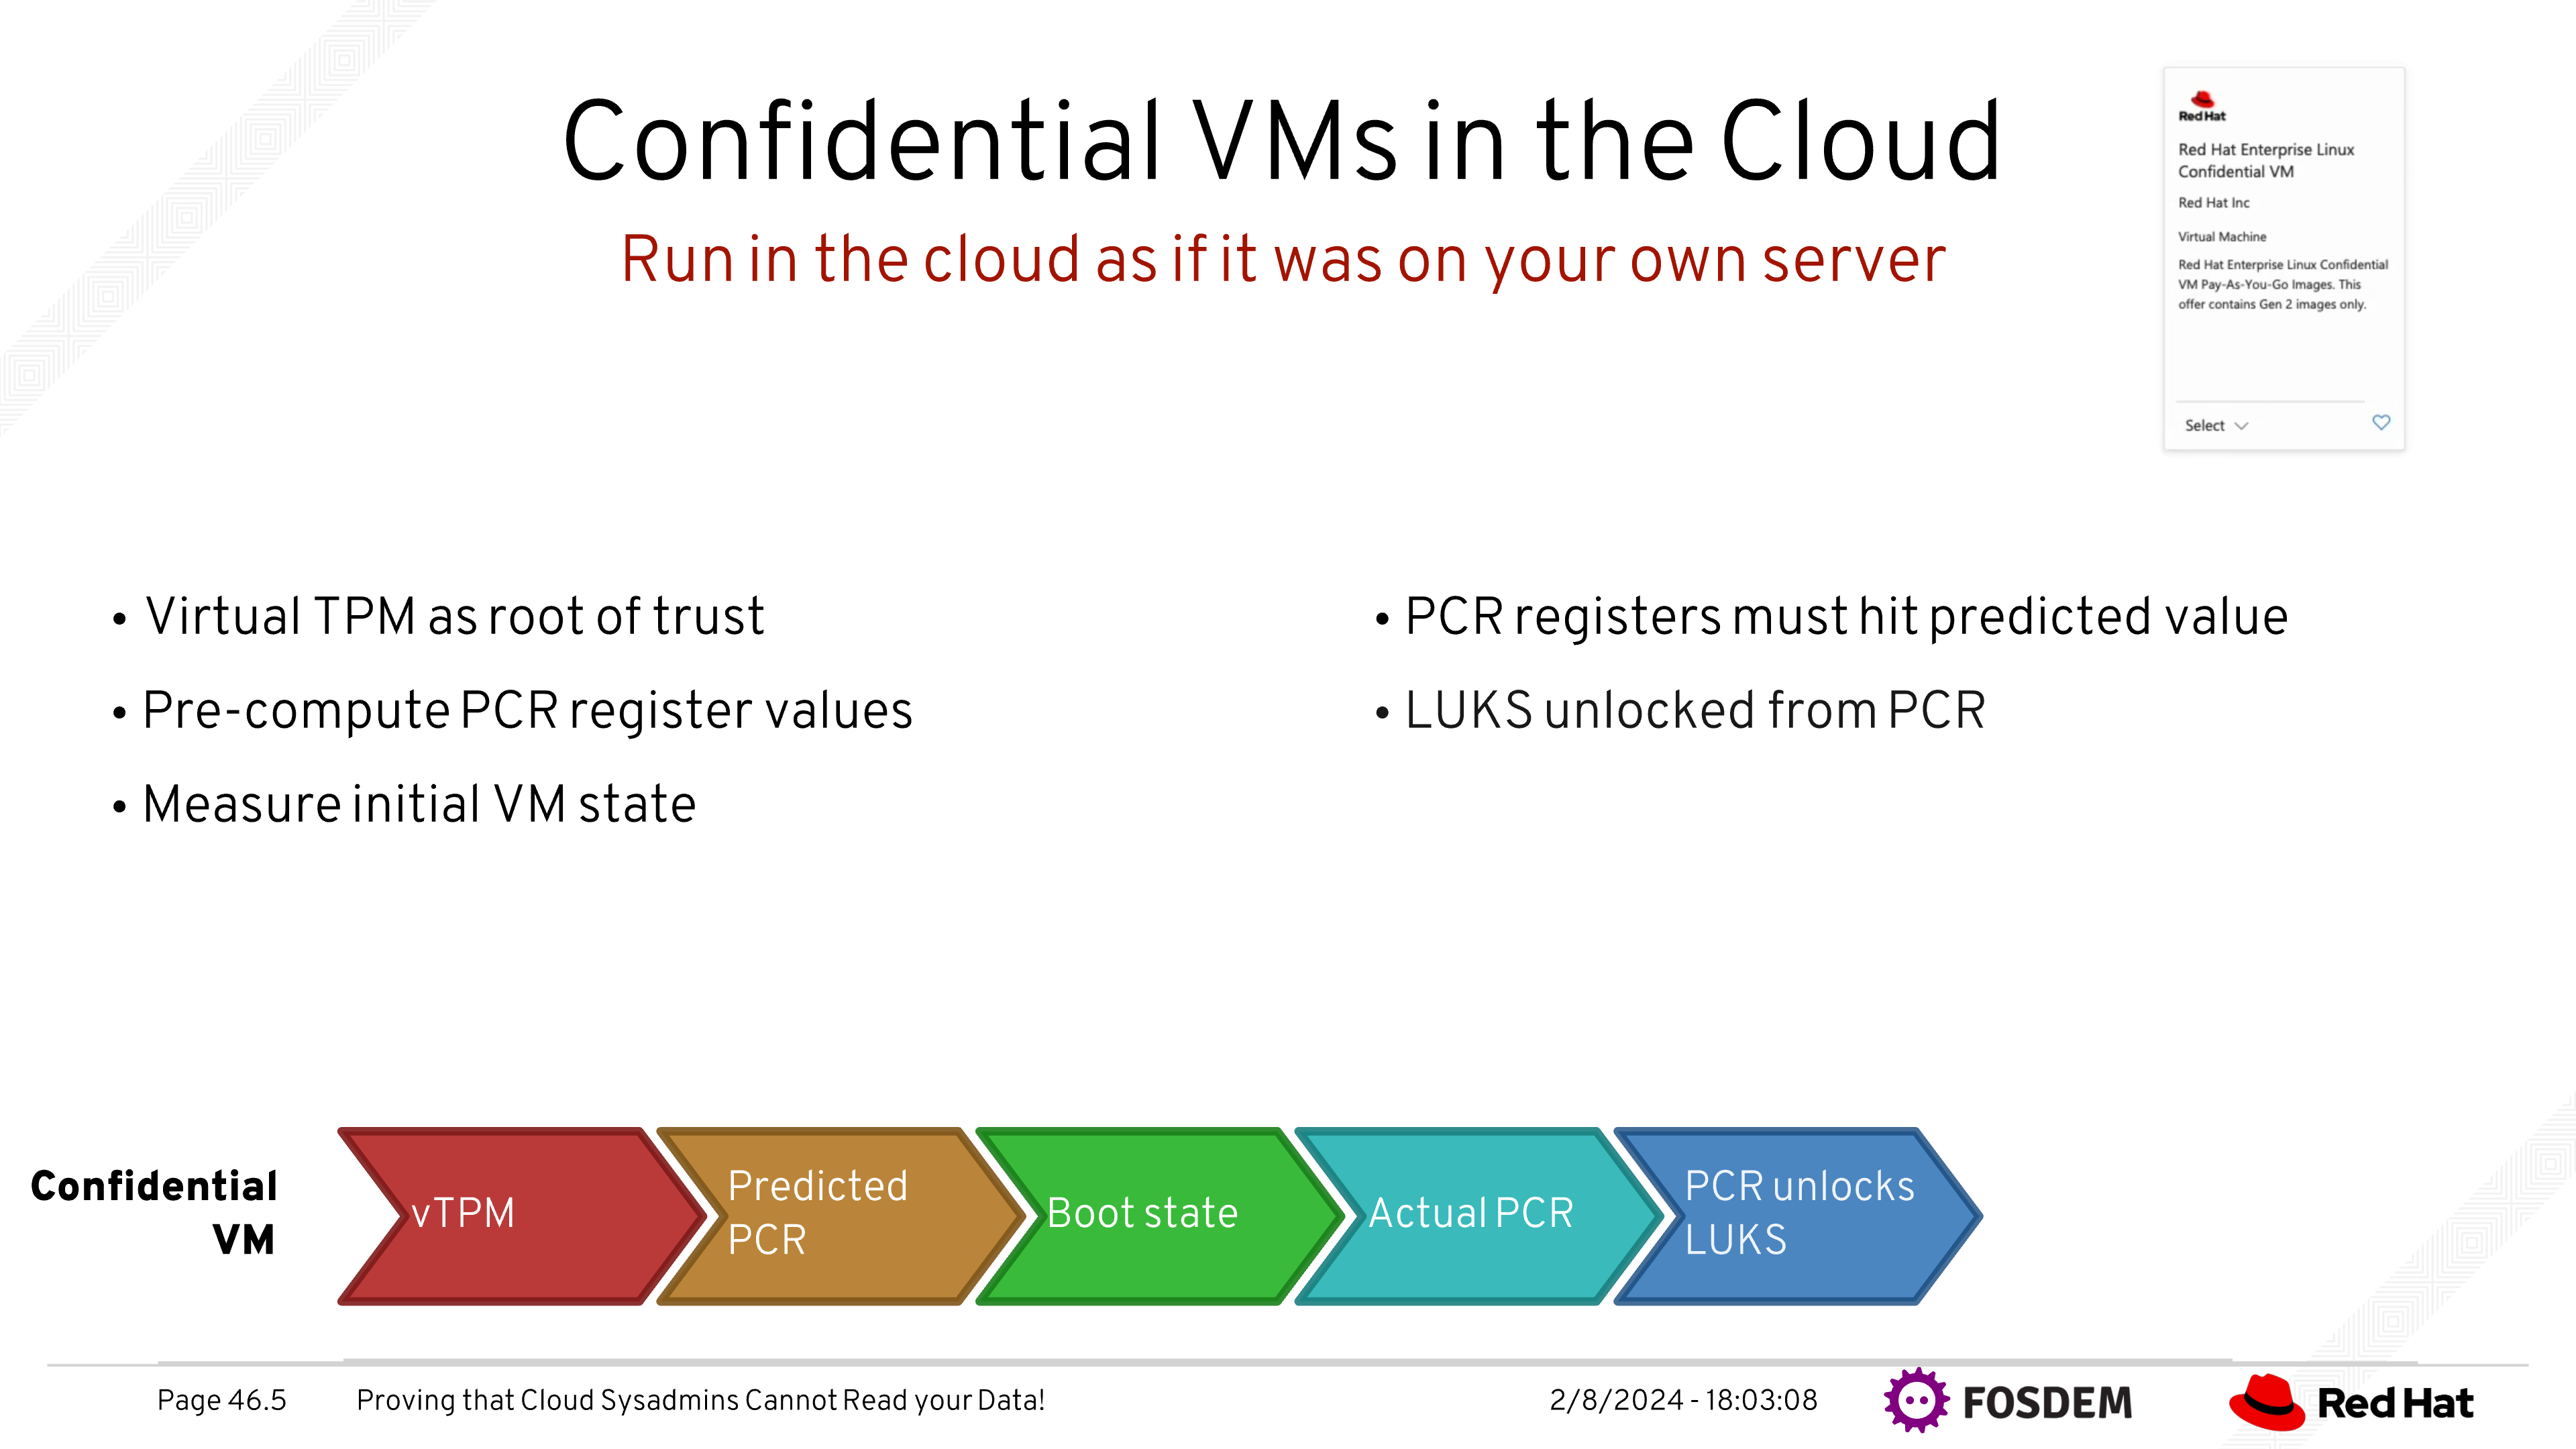 Confidential VMs in the Cloud
Run in the cloud as if it was on your own server
Red Hat
Red Hat Enterprise Linux
Confidential VM
Red Hat Inc
Virtual Machine
Red Hat Enterprise Linux Confidential
VM Pay-As-You-Go Images. This
offer contains Gen 2 images only.
Select
• Virtual TPM as root of trust
• Pre-compute PCR register values
• Measure initial VM state
• PCR registers must hit predicted value
• LUKS unlocked from PCR
Confidential
VM
vTPM
Predicted
PCR
Boot state
Actual PCR
PCR unlocks
LUKS
Page 46.5
Proving that Cloud Sysadmins Cannot Read your Data!
2/8/2024 - 18:03:08
FOSDEM
Red Hat